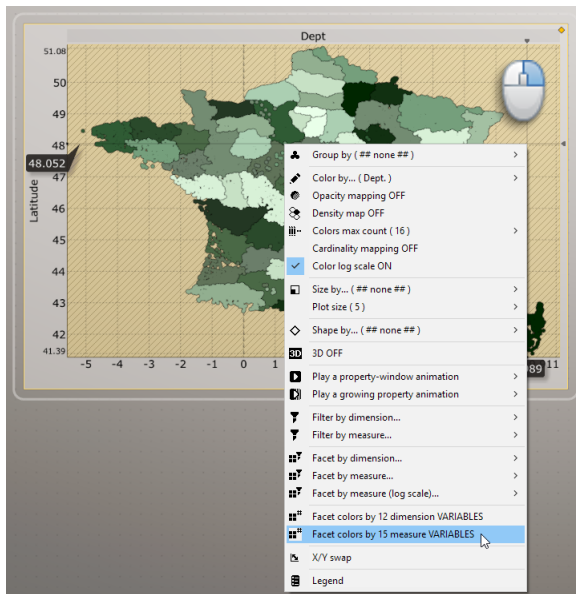 Dept
51.08
50
49
48
48.052
47
46
45
44
43
42
41.39
Latitude
-5 -4 -3 -2 -1 0 1
989 11
Group by ( ## none ## )
Color by... ( Dept. )
Opacity mapping OFF
Density map OFF
Colors max count ( 16 )
Cardinality mapping OFF
Color log scale ON
Size by... ( ## none ## )
Plot size ( 5 )
Shape by... ( ## none ## )
3D 3D OFF
Play a property-window animation
Play a growing property animation
Filter by dimension...
Filter by measure...
Facet by dimension...
Facet by measure...
Facet by measure (log scale)...
Facet colors by 12 dimension VARIABLES
Facet colors by 15 measure VARIABLES
X/Y swap
Legend